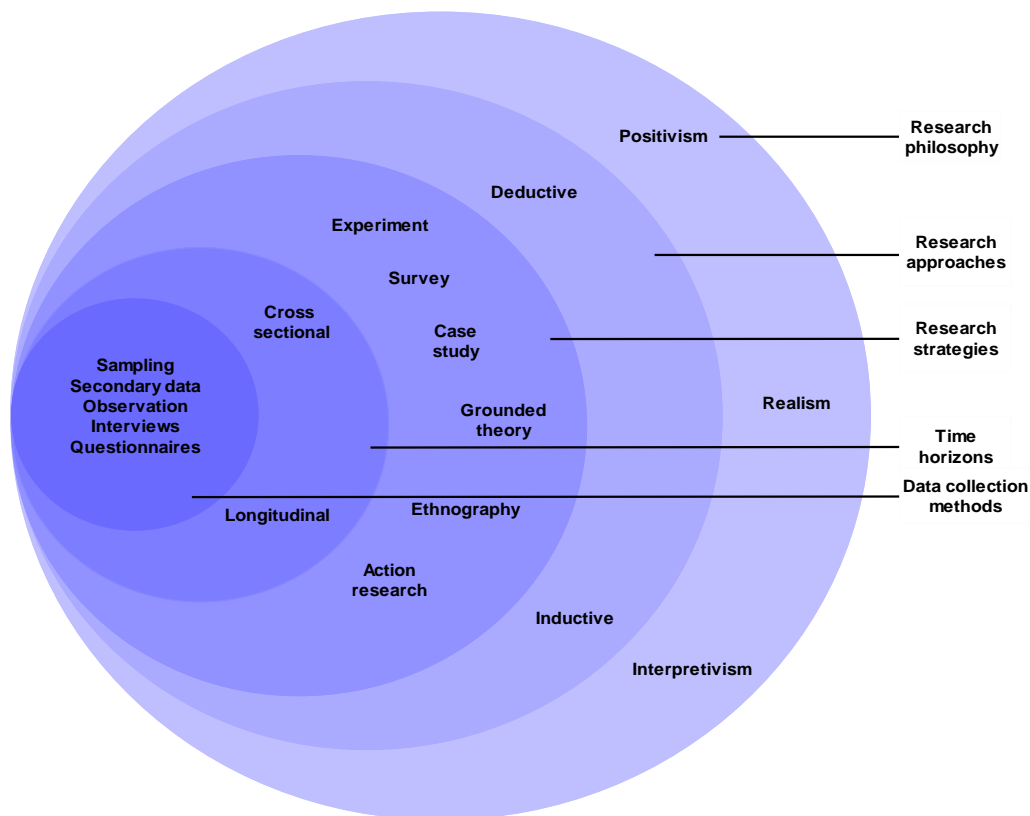 Positivism
Research
philosophy
Deductive
Experiment
Research
approaches
Survey
Cross
sectional
Case
study
Research
strategies
Sampling
Secondary data
Observation
Interviews
Questionnaires
Grounded
theory
Realism
Time
horizons
Data collection
methods
Longitudinal
Ethnography
Action
research
Inductive
Interpretivism